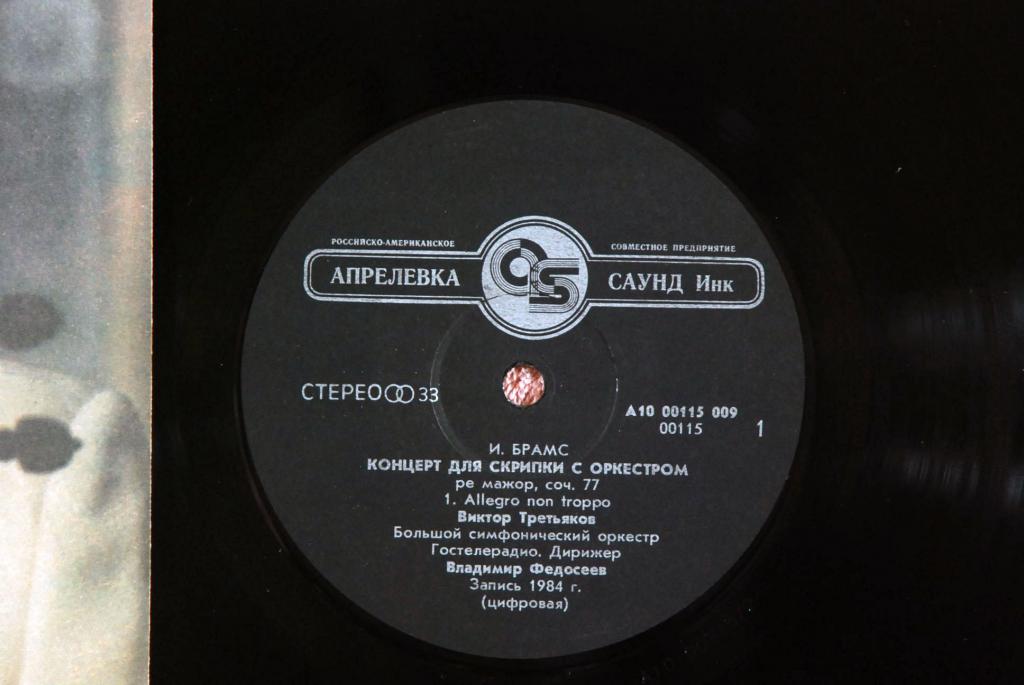 РОССИЙСКО-АМЕРИКАНСКОЕ СОВМЕСТНОЕ ПРЕДПРИЯТИЕ
АПРЕЛЕВКА САУНД Инк
СТЕРЕО 33
А10 00115 009
00115 1
И. БРАМС
КОНЦЕРТ ДЛЯ СКРИПКИ С ОРКЕСТРОМ
ре мажор, соч. 77
1. Allegro non troppo
Виктор Третьяков
Большой симфонический оркестр
Гостелерадио. Дирижер
Владимир Федосеев
Запись 1984 г.
(цифровая)